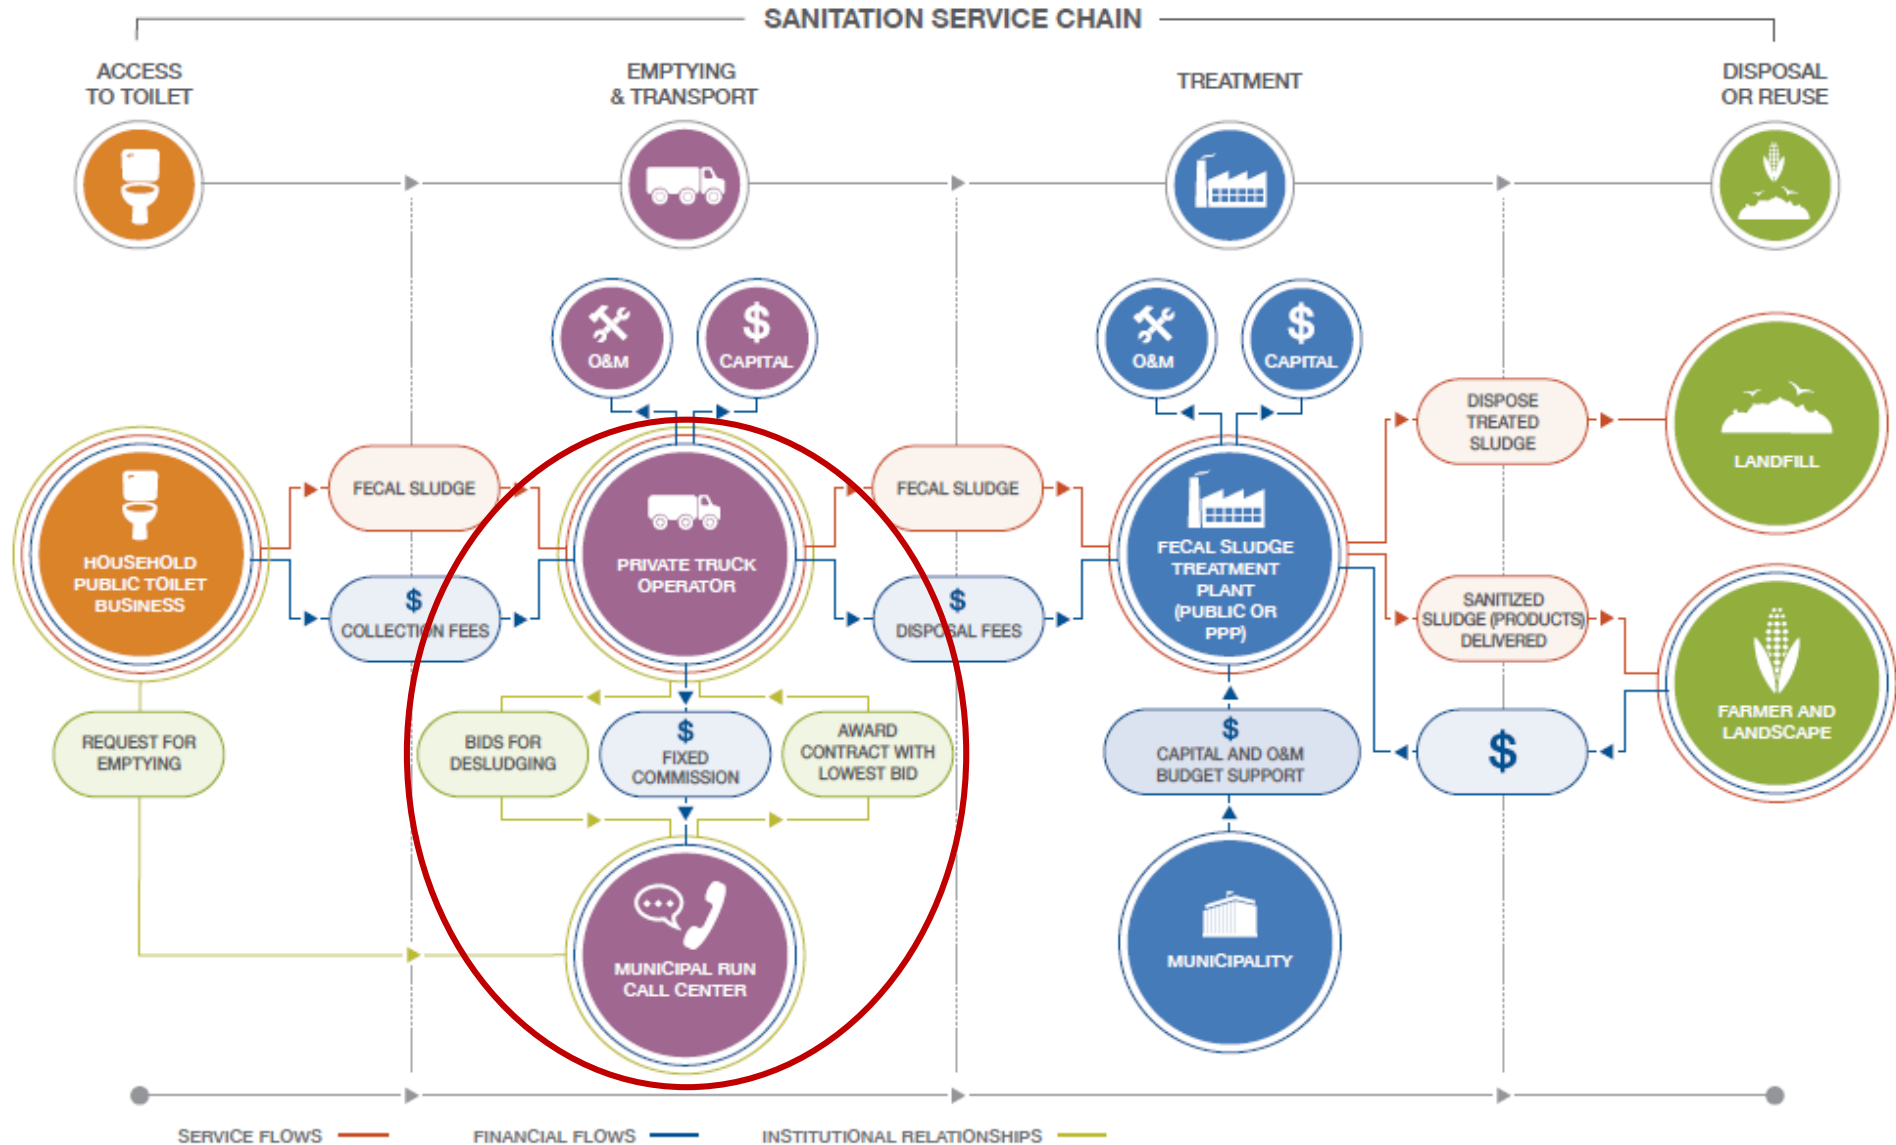 SANITATION SERVICE CHAIN
ACCESS
TO TOILET
EMPTYING
& TRANSPORT
TREATMENT
DISPOSAL
OR REUSE
O&M
$
CAPITAL
O&M
$
CAPITAL
HOUSEHOLD
PUBLIC TOILET
BUSINESS
FECAL SLUDGE
$
COLLECTION FEES
PRIVATE TRUCK
OPERATOR
FECAL SLUDGE
$
DISPOSAL FEES
FECAL SLUDGE
TREATMENT
PLANT
(PUBLIC OR
PPP)
DISPOSE
TREATED
SLUDGE
LANDFILL
SANITIZED
SLUDGE (PRODUCTS)
DELIVERED
FARMER AND
LANDSCAPE
REQUEST FOR
EMPTYING
BIDS FOR
DESLUDGING
$
FIXED
COMMISSION
AWARD
CONTRACT WITH
LOWEST BID
$
CAPITAL AND O&M
BUDGET SUPPORT
$
MUNICIPAL RUN
CALL CENTER
MUNICIPALITY
SERVICE FLOWS
FINANCIAL FLOWS
INSTITUTIONAL RELATIONSHIPS